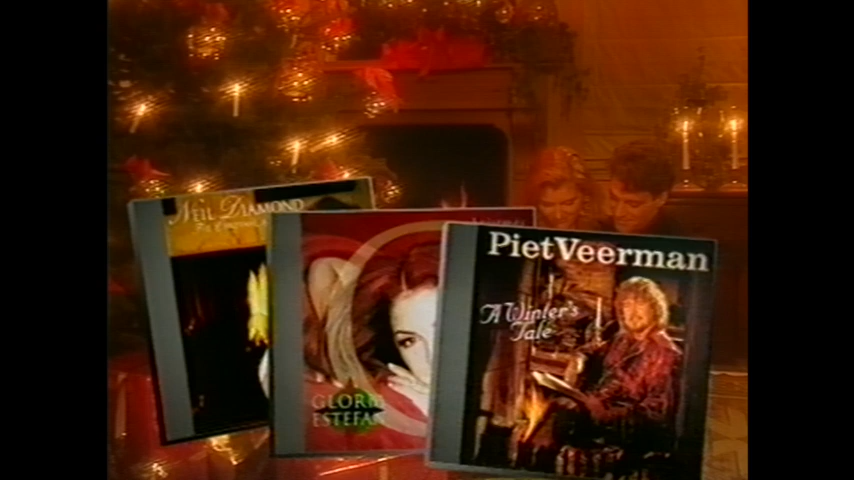 NEIL DIAMOND
PietVeerman
A Winter's
Tale
GLORIA
ESTEFAN